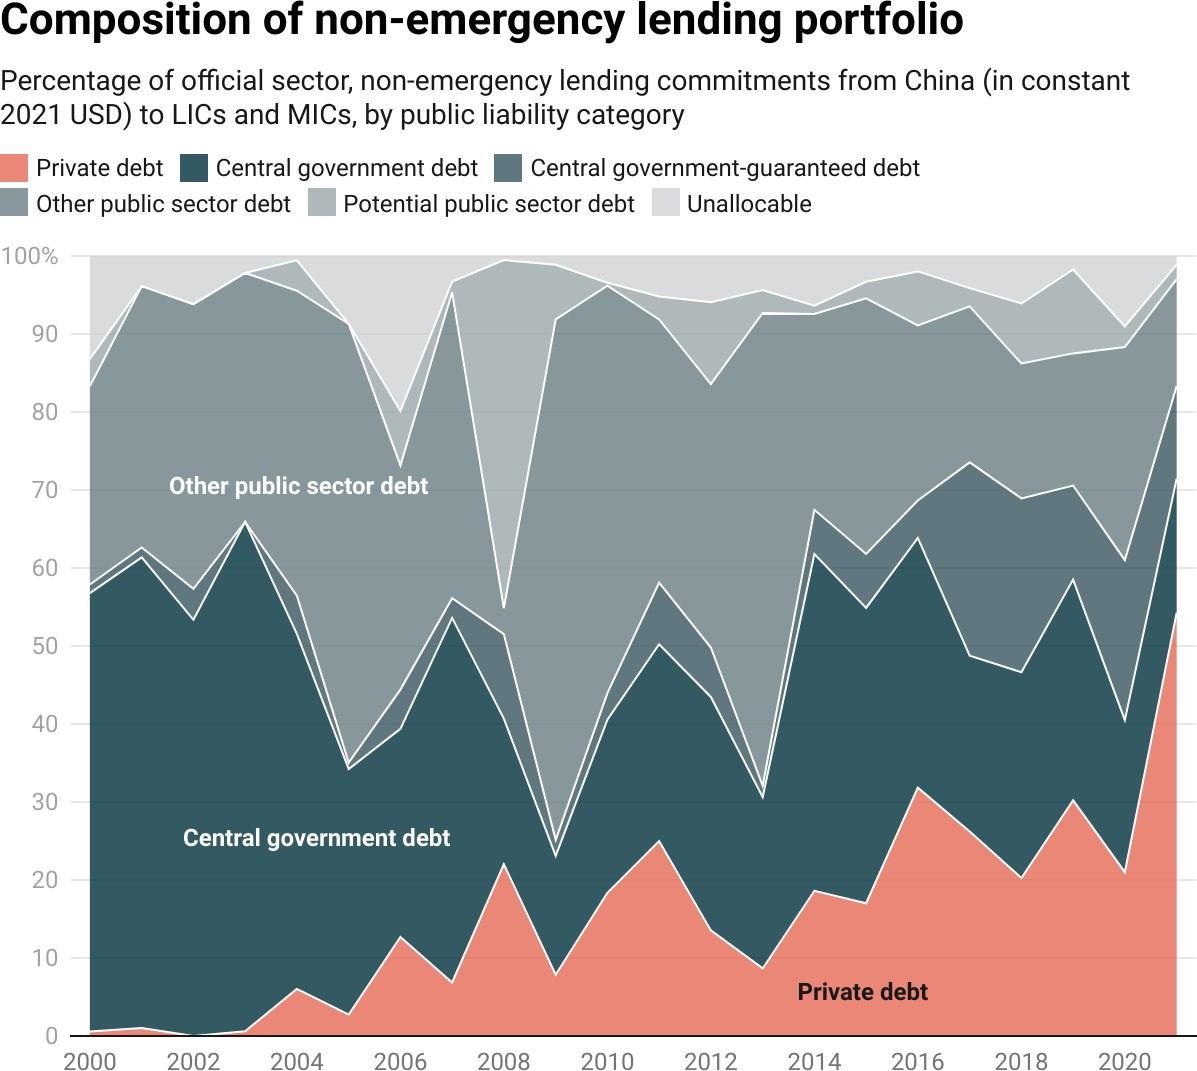 Composition of non-emergency lending portfolio
Percentage of official sector, non-emergency lending commitments from China (in constant
2021 USD) to LICs and MICs, by public liability category
Private debt Central government debt Central government-guaranteed debt
Other public sector debt Potential public sector debt Unallocable
100%
90
80
70
Other public sector debt
60
50
40
30
Central government debt
20
10
Private debt
0
2000 2002 2004 2006 2008 2010 2012 2014 2016 2018 2020